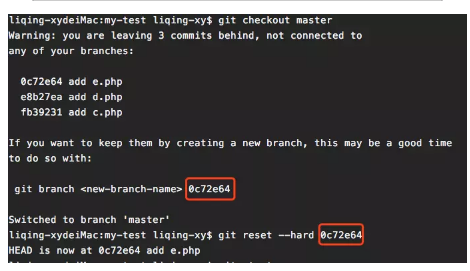 liqing-xydeiMac:my-test liqing-xy$ git checkout master
Warning: you are leaving 3 commits behind, not connected to
any of your branches:
0c72e64 add e.php
e8b27ea add d.php
fb39231 add c.php
If you want to keep them by creating a new branch, this may be a good time
to do so with:
git branch <new-branch-name> 0c72e64
Switched to branch 'master'
liqing-xydeiMac:my-test liqing-xy$ git reset --hard 0c72e64
HEAD is now at 0c72e64 add e.php